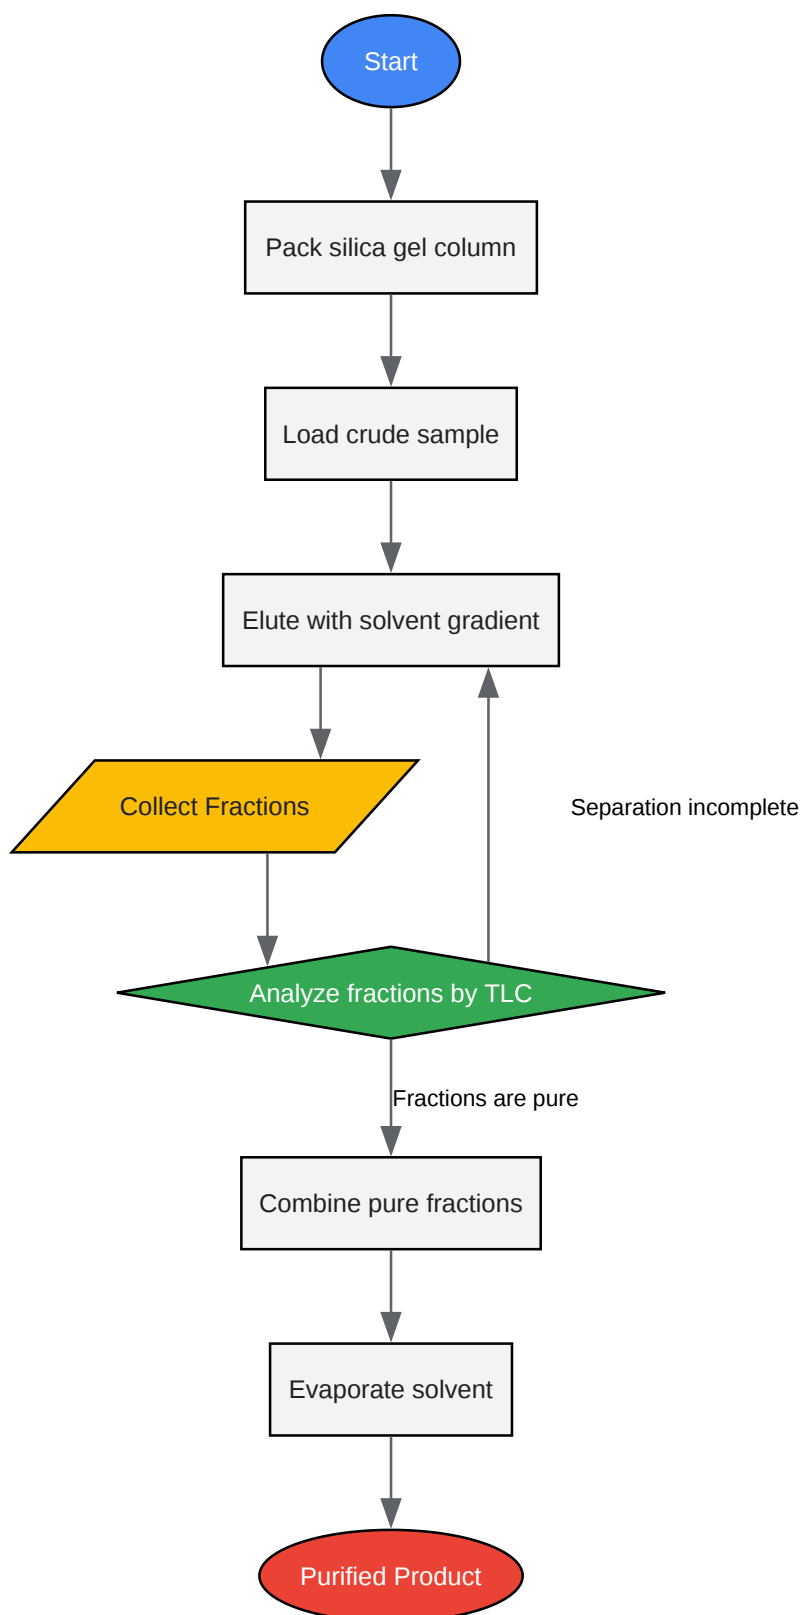 Start
Pack silica gel column
Load crude sample
Elute with solvent gradient
Collect Fractions
Separation incomplete
Analyze fractions by TLC
Fractions are pure
Combine pure fractions
Evaporate solvent
Purified Product